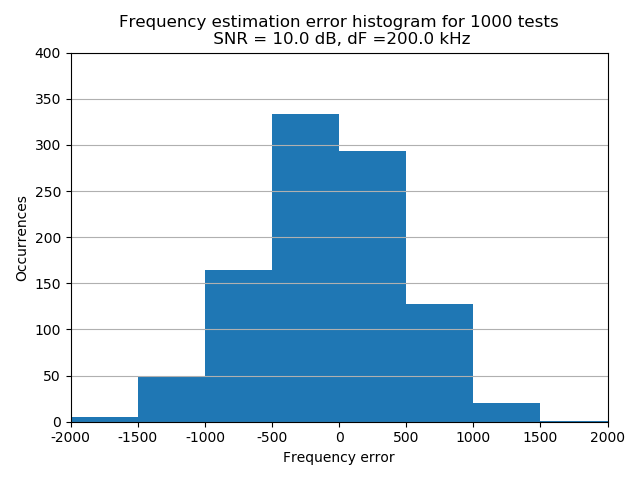 Frequency estimation error histogram for 1000 tests
SNR = 10.0 dB, dF =200.0 kHz
400
350
300
250
200
150
100
50
0
Occurrences
-2000 -1500 -1000 -500 0 500 1000 1500 2000
Frequency error